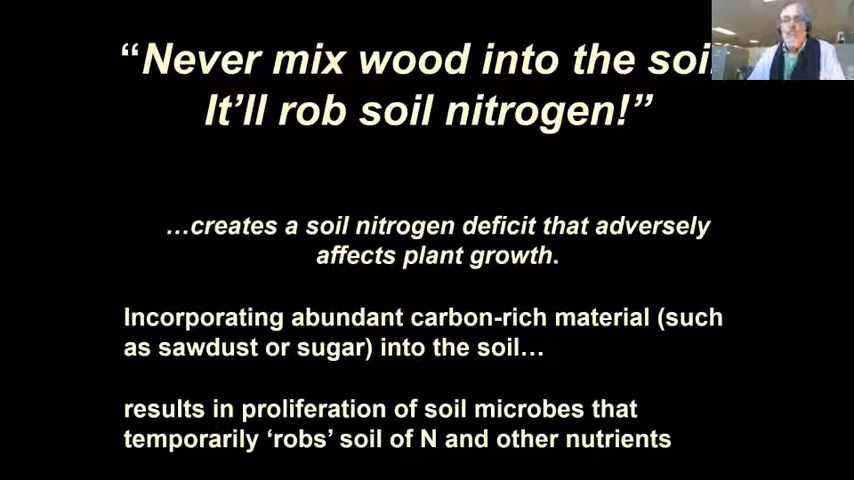 “Never mix wood into the soi
It’ll rob soil nitrogen!”
…creates a soil nitrogen deficit that adversely
affects plant growth.
Incorporating abundant carbon-rich material (such
as sawdust or sugar) into the soil…
results in proliferation of soil microbes that
temporarily ‘robs’ soil of N and other nutrients